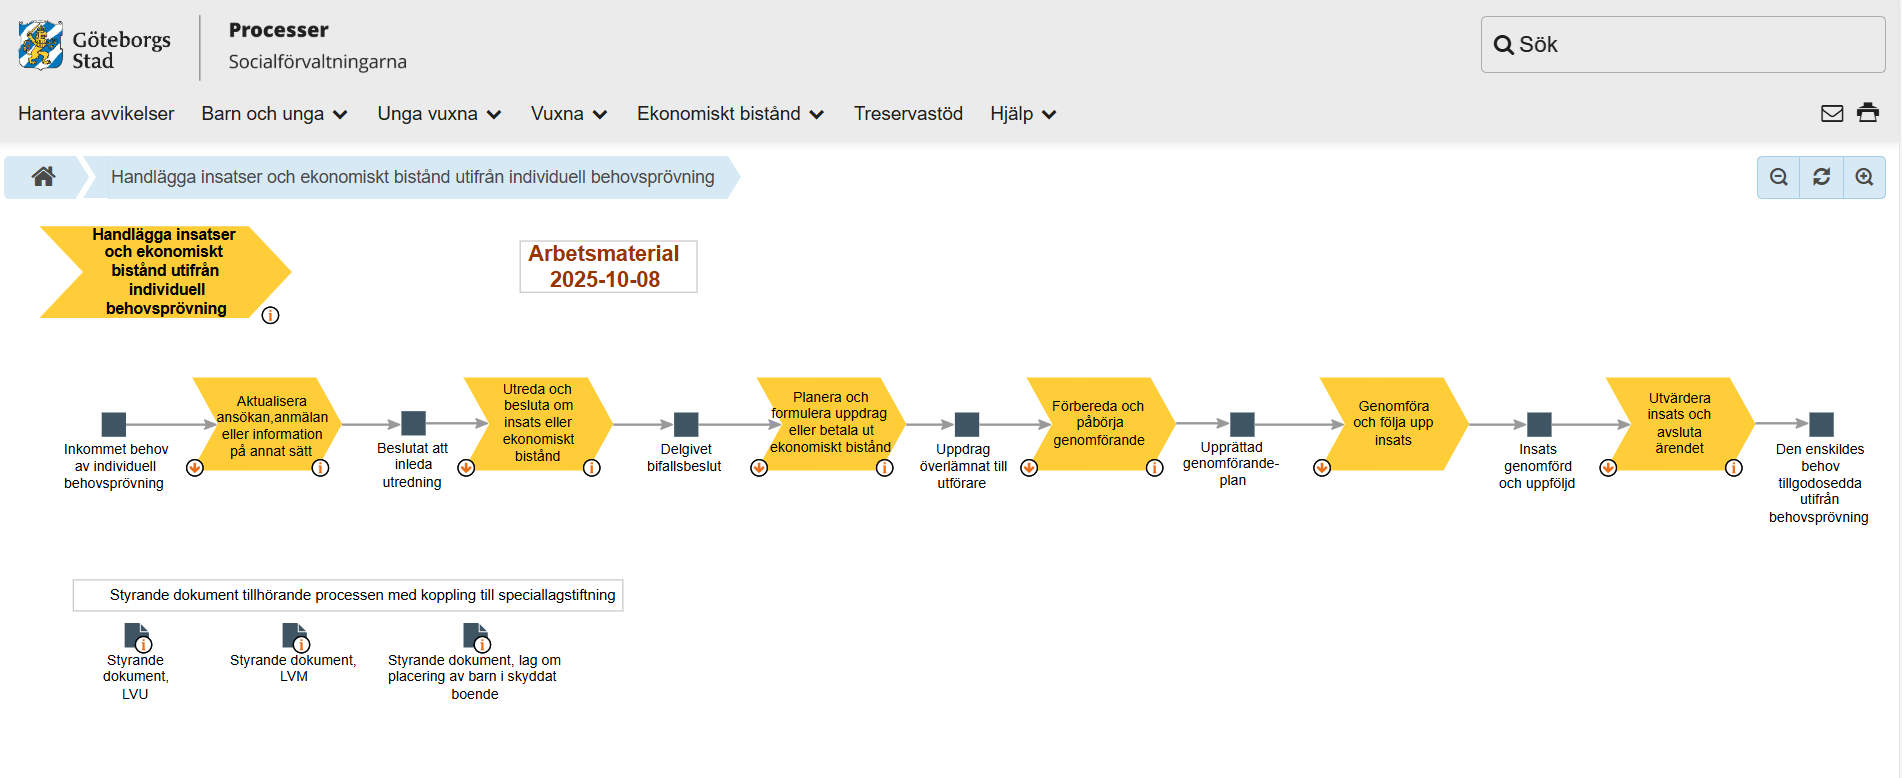 Göteborgs
Stad
Processer
Socialförvaltningarna
Sök
Hantera avvikelser
Barn och unga
Unga vuxna
Vuxna
Ekonomiskt bistånd
Treservastöd
Hjälp
Handlägga insatser och ekonomiskt bistånd utifrån individuell behovsprövning
Handlägga insatser
och ekonomiskt
bistånd utifrån
individuell
behovsprövning
Arbetsmaterial
2025-10-08
Inkommet behov
av individuell
behovsprövning
Aktualisera
ansökan,anmälan
eller information
på annat sätt
Beslutat att
inleda
utredning
Utreda och
besluta om
insats eller
ekonomiskt
bistånd
Delgivet
bifallsbeslut
Planera och
formulera uppdrag
eller betala ut
ekonomiskt bistånd
Uppdrag
överlämnat till
utförare
Förbereda och
påbörja
genomförande
Upprättad
genomförande-
plan
Genomföra
och följa upp
insats
Insats
genomförd
och uppföljd
Utvärdera
insats och
avsluta
ärendet
Den enskildes
behov
tillgodosedda
utifrån
behovsprövning
Styrande dokument tillhörande processen med koppling till speciallagstiftning
Styrande
dokument,
LVU
Styrande dokument,
LVM
Styrande dokument, lag om
placering av barn i skyddat
boende